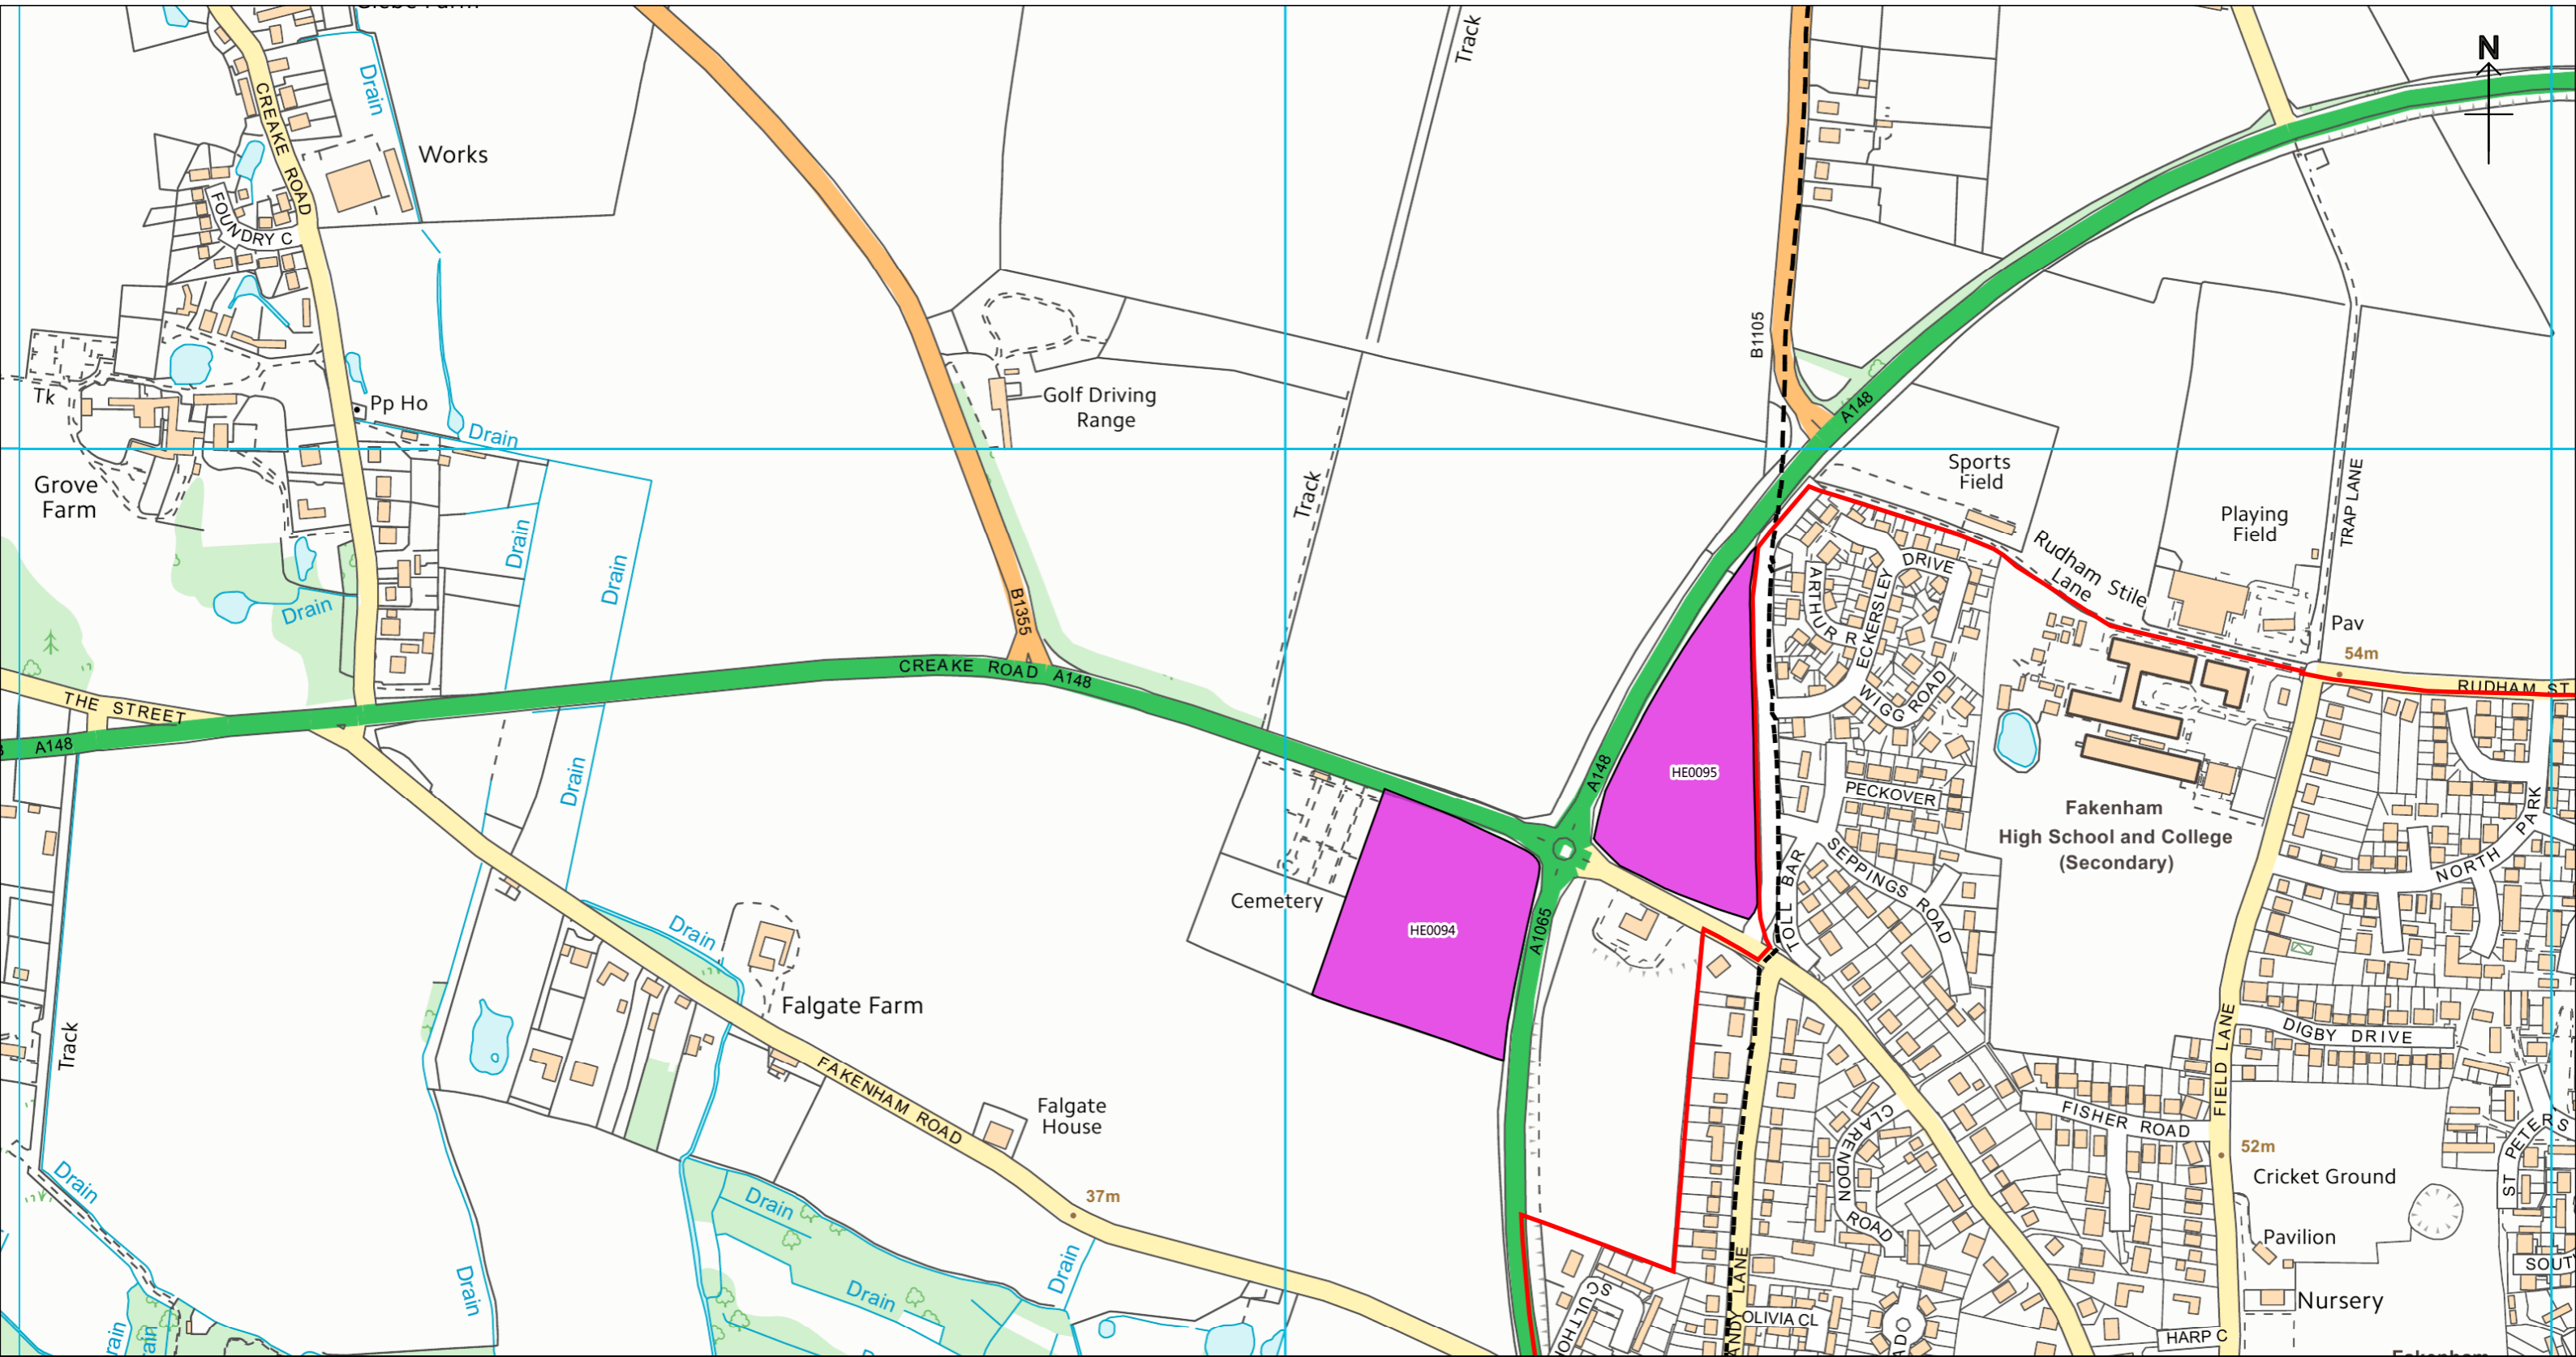 N
Track
Drain
CREAKE ROAD
Works
FOUNDRY C
B1105
Tk
Pp Ho
Drain
Golf Driving
Range
A148
Grove
Farm
Track
Sports
Field
TRAP LANE
Playing
Field
Rudham Stile
Lane
Drain
Drain
Drain
B1355
DRIVE
ARTHUR R
ECKERSLEY
Pav
54m
RUDHAM ST
THE STREET
CREAKE ROAD
A148
WIGG ROAD
A148
A148
HE0095
Drain
PECKOVER
Fakenham
High School and College
(Secondary)
PARK
NORTH
SEPPINGS ROAD
TOLL BAR
Cemetery
HE0094
A1065
Drain
Falgate Farm
Track
DIGBY DRIVE
FIELD LANE
FAKENHAM ROAD
Falgate
House
FISHER ROAD
CLARENDON
ROAD
ST
PETERS
52m
Cricket Ground
Drain
37m
Drain
Drain
Drain
Drain
Pavilion
SOUT
SCULTHO
LANE
OLIVIA CL
Nursery
HARP C